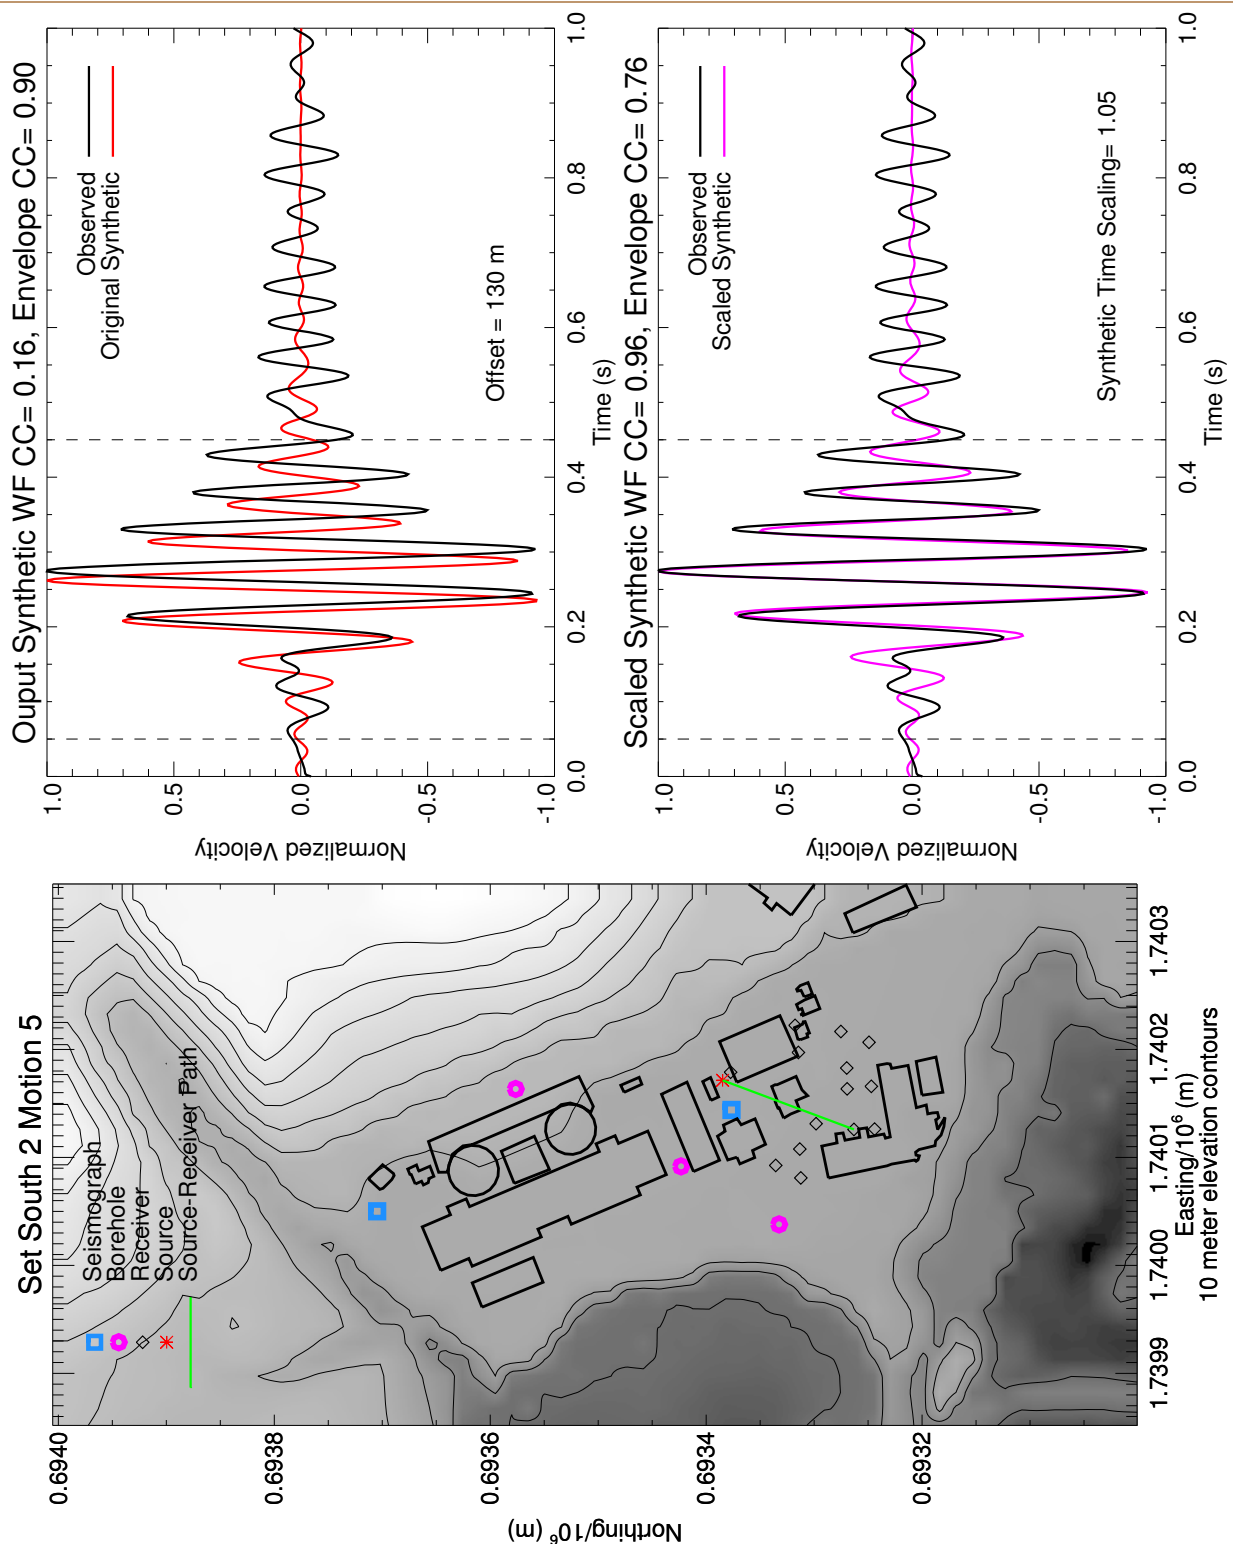 Set South 2 Motion 5
Seismograph
Borehole
Receiver
Source
Source-Receiver Path
0.6940
0.6938
0.6936
0.6934
0.6932
Northing/10⁶ (m)
1.7399
1.7400
1.7401
1.7402
1.7403
Easting/10⁶ (m)
10 meter elevation contours
Ouput Synthetic WF CC= 0.16, Envelope CC= 0.90
Observed
Original Synthetic
Offset = 130 m
1.0
0.5
0.0
-0.5
-1.0
Normalized Velocity
0.0
0.2
0.4
0.6
0.8
1.0
Time (s)
Scaled Synthetic WF CC= 0.96, Envelope CC= 0.76
Observed
Scaled Synthetic
Synthetic Time Scaling= 1.05
1.0
0.5
0.0
-0.5
-1.0
Normalized Velocity
0.0
0.2
0.4
0.6
0.8
1.0
Time (s)